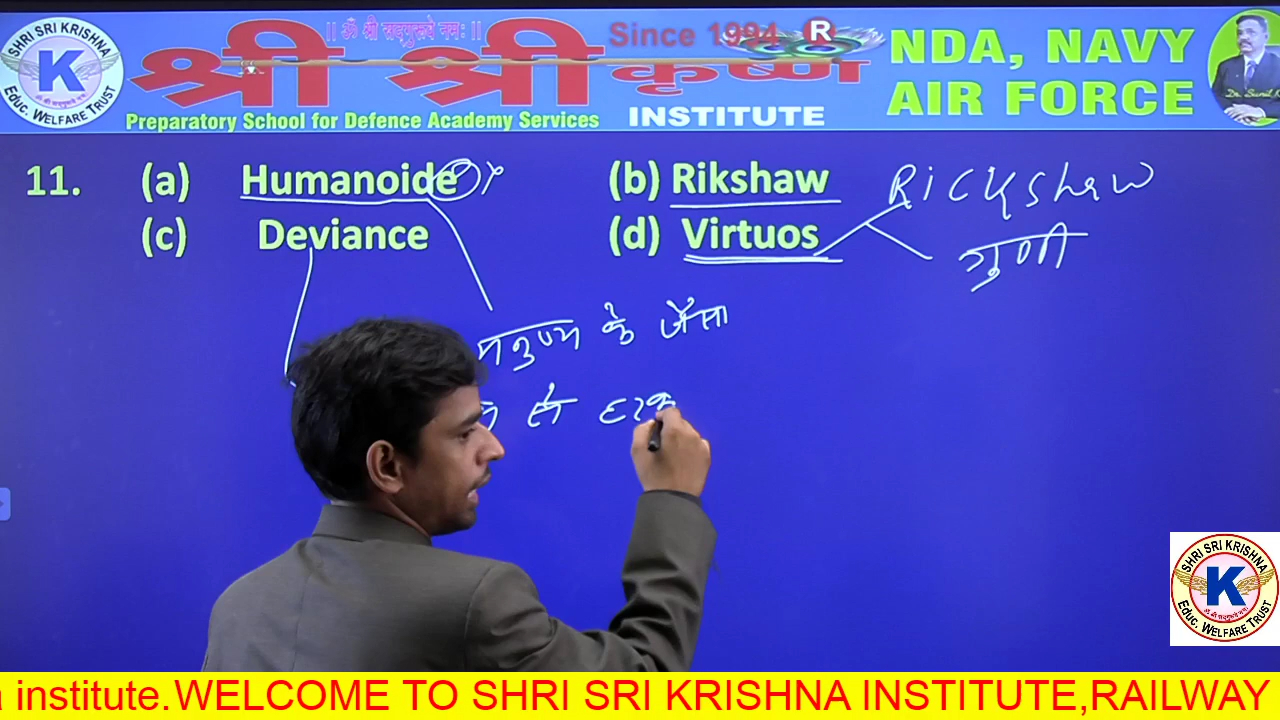 || ॐ श्री सदगुरूवे नमः ||
Since 1994 R
श्री श्री कृष्ण
INSTITUTE
Preparatory School for Defence Academy Services
NDA, NAVY
AIR FORCE
SHRI SRI KRISHNA
K
Educ. WELFARE TRUST
11. (a) Humanoide (b) Rikshaw Rickshaw
(c) Deviance (d) Virtuos गुणी
मनुष्य के जैसा
से
SHRI SRI KRISHNA
K
Educ. WELFARE TRUST
institute.WELCOME TO SHRI SRI KRISHNA INSTITUTE,RAILWAY